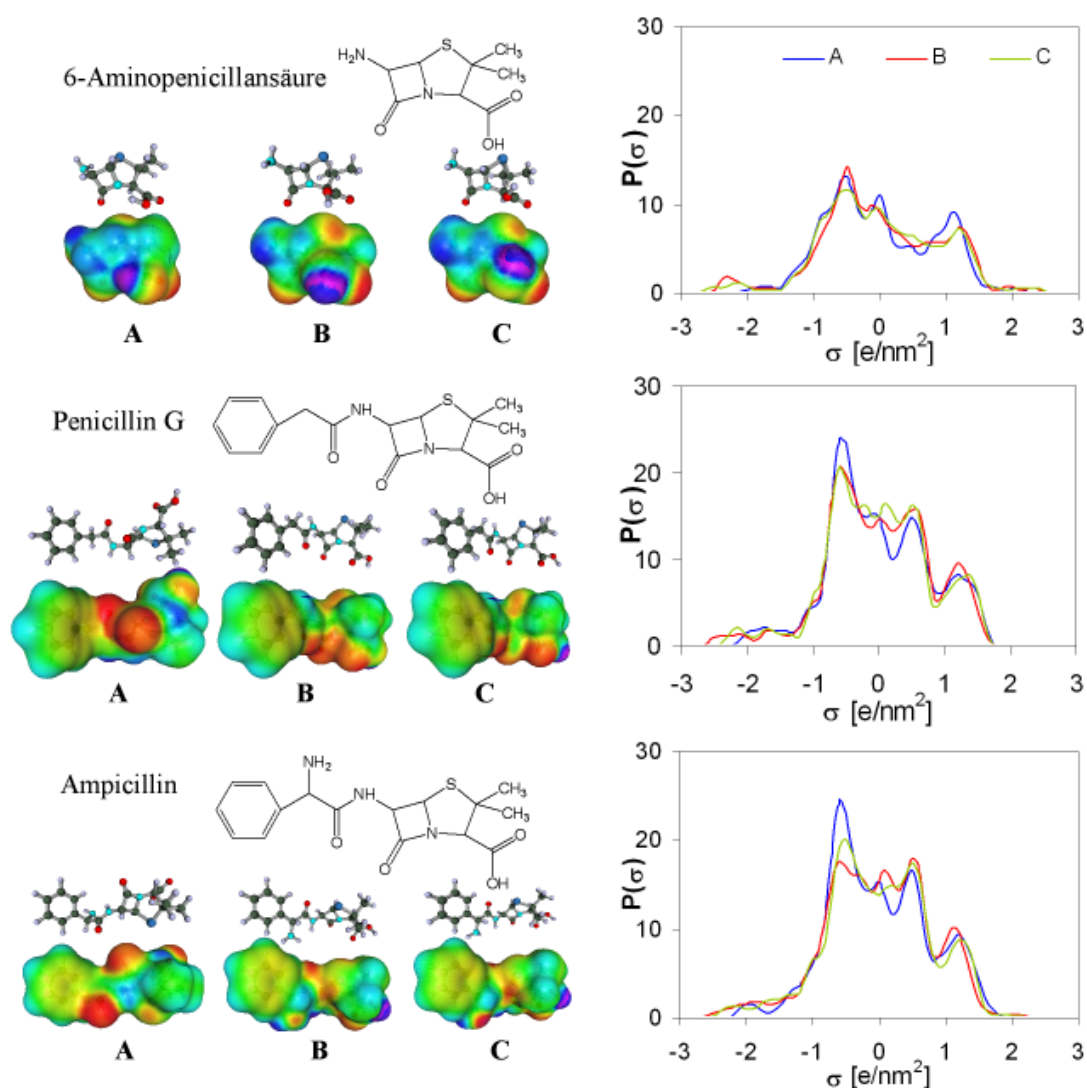 6-Aminopenicillansäure
H₂N
S
CH₃
CH₃
N
O
O
OH
A
B
C
30
20
10
0
P(σ)
A
B
C
-3
-2
-1
0
1
2
3
σ [e/nm²]
Penicillin G
NH
S
CH₃
CH₃
O
N
O
O
OH
A
B
C
30
20
10
0
P(σ)
-3
-2
-1
0
1
2
3
σ [e/nm²]
Ampicillin
NH₂
NH
S
CH₃
CH₃
O
N
O
O
OH
A
B
C
30
20
10
0
P(σ)
-3
-2
-1
0
1
2
3
σ [e/nm²]